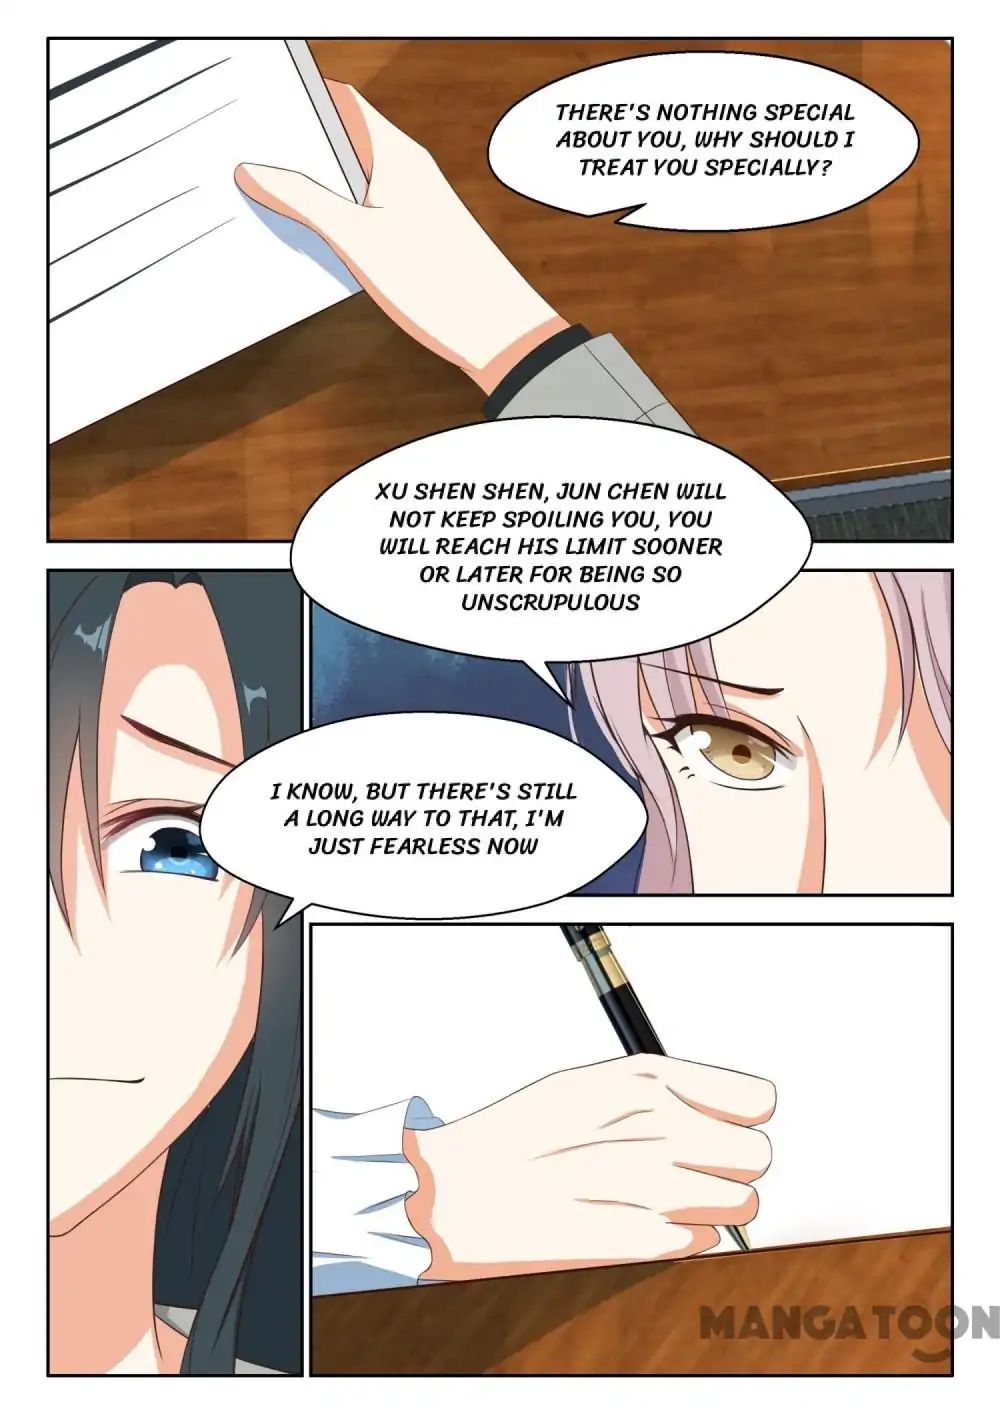 THERE'S NOTHING SPECIAL
ABOUT YOU, WHY SHOULD I
TREAT YOU SPECIALLY?
XU SHEN SHEN, JUN CHEN WILL
NOT KEEP SPOILING YOU, YOU
WILL REACH HIS LIMIT SOONER
OR LATER FOR BEING SO
UNSCRUPULOUS
I KNOW, BUT THERE'S STILL
A LONG WAY TO THAT, I'M
JUST FEARLESS NOW
MANGATOON